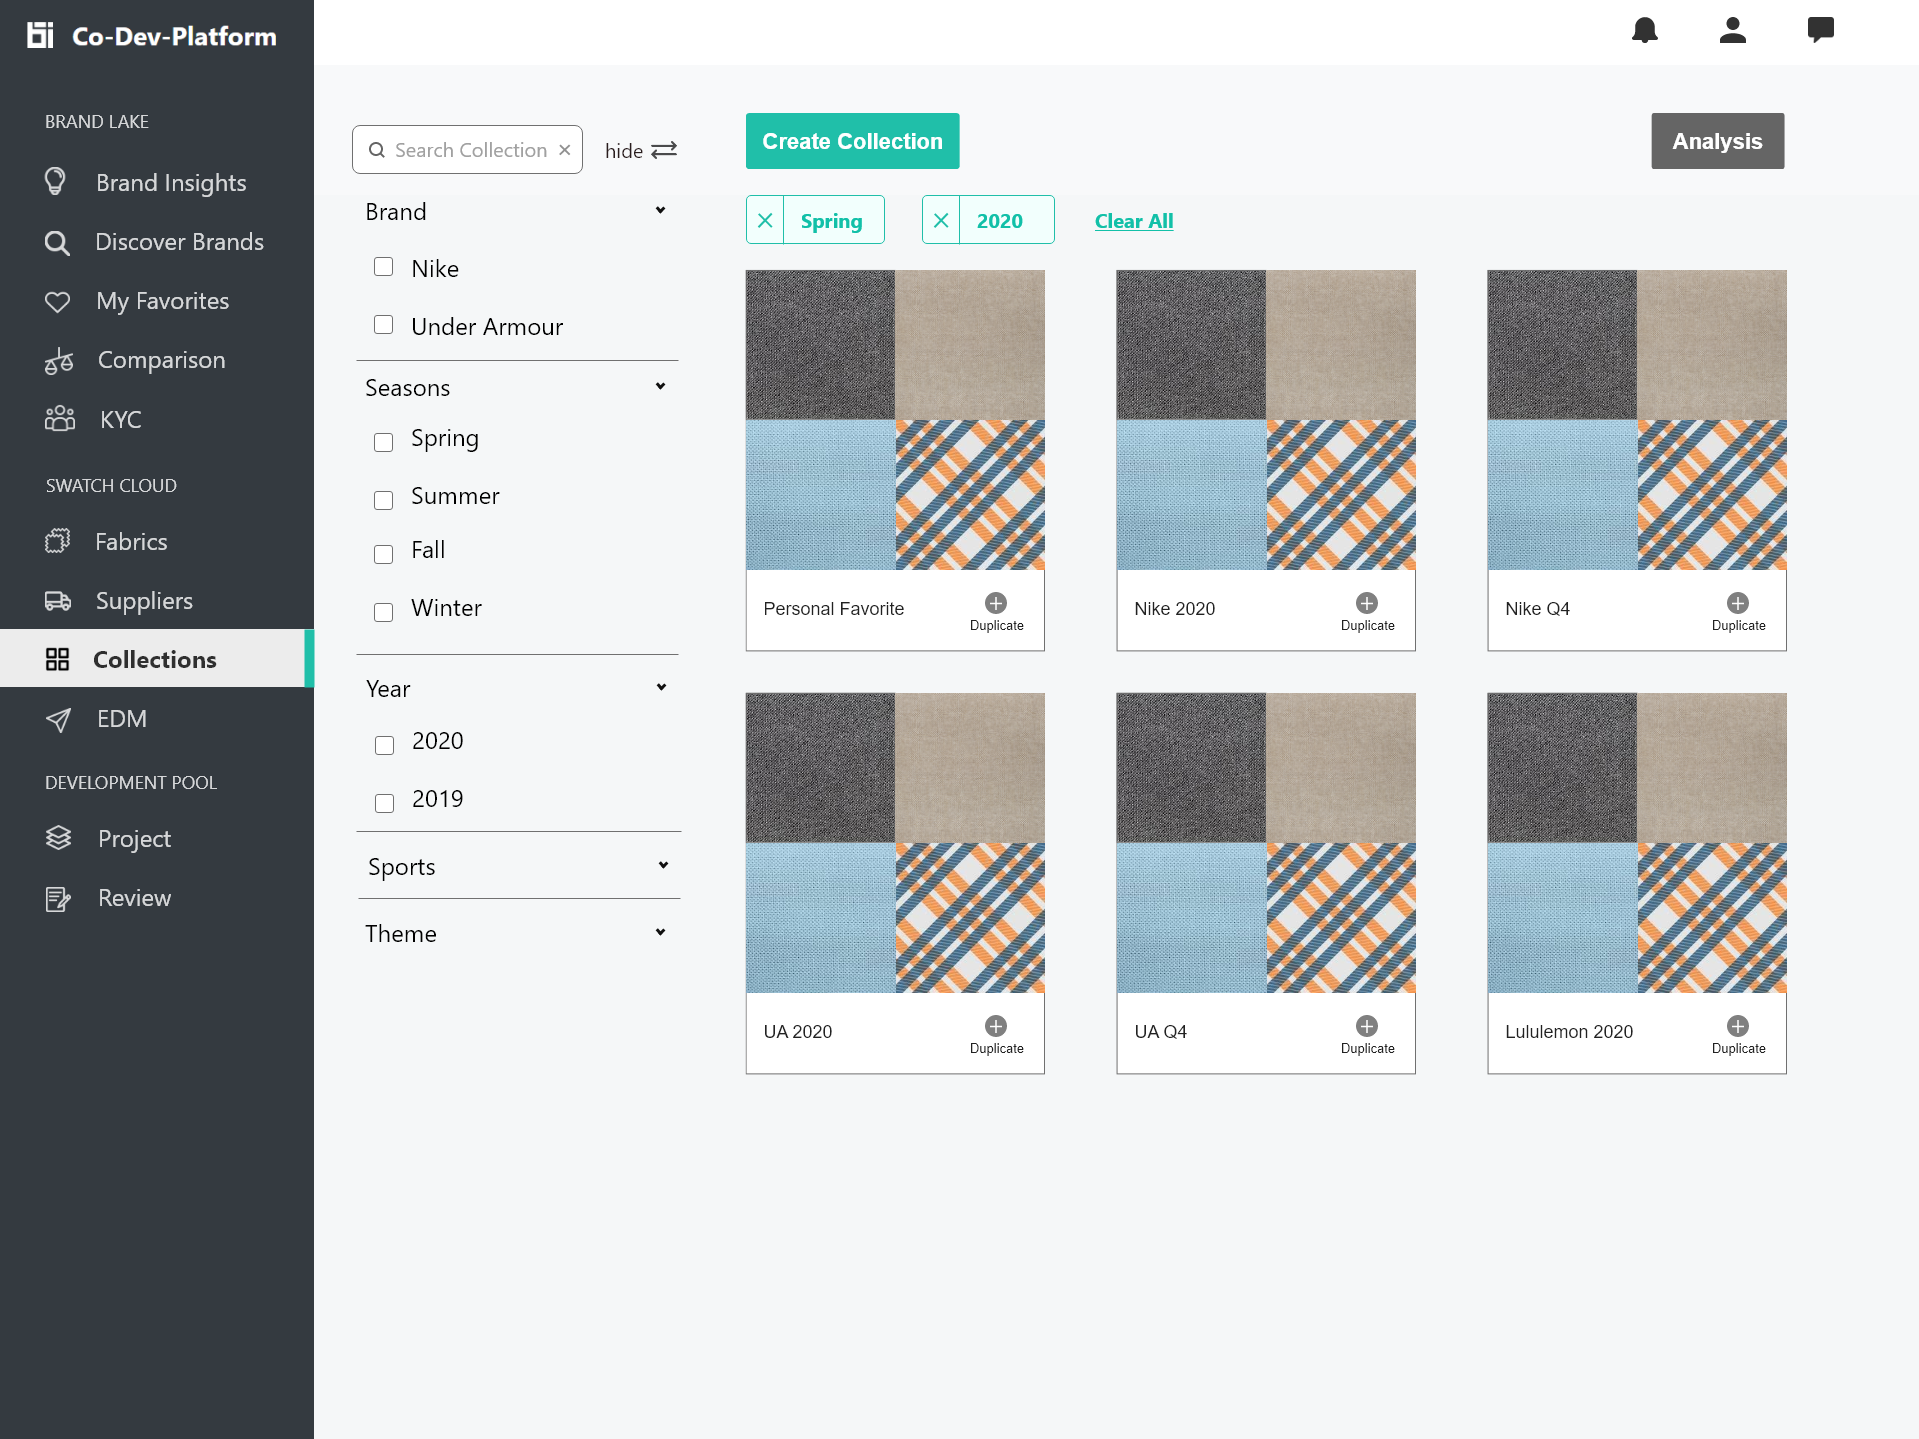 Co-Dev-Platform
BRAND LAKE
Brand Insights
Discover Brands
My Favorites
Comparison
KYC
SWATCH CLOUD
Fabrics
Suppliers
Collections
EDM
DEVELOPMENT POOL
Project
Review
Search Collection
hide
Brand
Nike
Under Armour
Seasons
Spring
Summer
Fall
Winter
Year
2020
2019
Sports
Theme
Create Collection
Analysis
Spring
2020
Clear All
Personal Favorite
Duplicate
Nike 2020
Duplicate
Nike Q4
Duplicate
UA 2020
Duplicate
UA Q4
Duplicate
Lululemon 2020
Duplicate